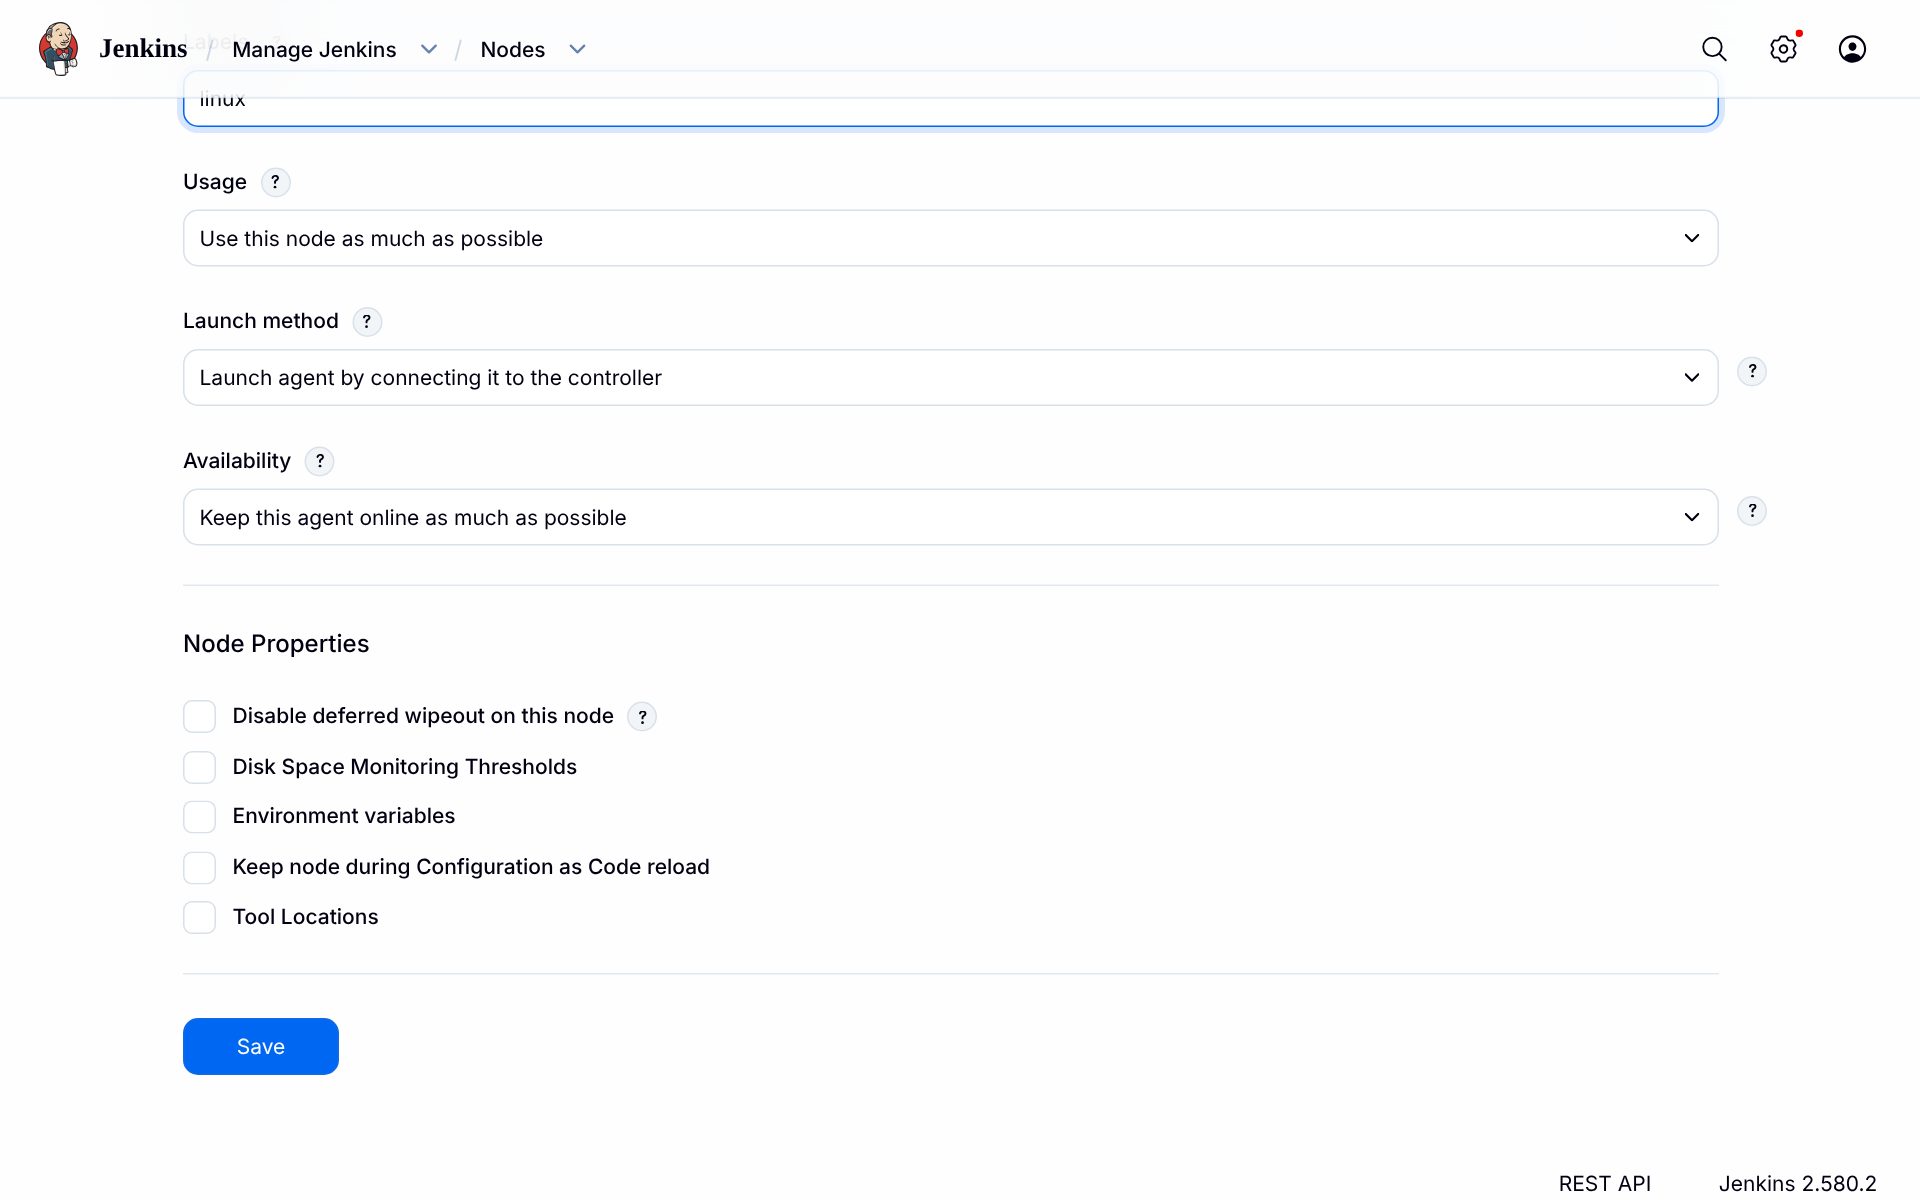 Jenkins / Manage Jenkins / Nodes
Labels ?
linux
Usage ?
Use this node as much as possible
Launch method ?
Launch agent by connecting it to the controller
?
Availability ?
Keep this agent online as much as possible
?
Node Properties
Disable deferred wipeout on this node ?
Disk Space Monitoring Thresholds
Environment variables
Keep node during Configuration as Code reload
Tool Locations
Save
REST API
Jenkins 2.580.2